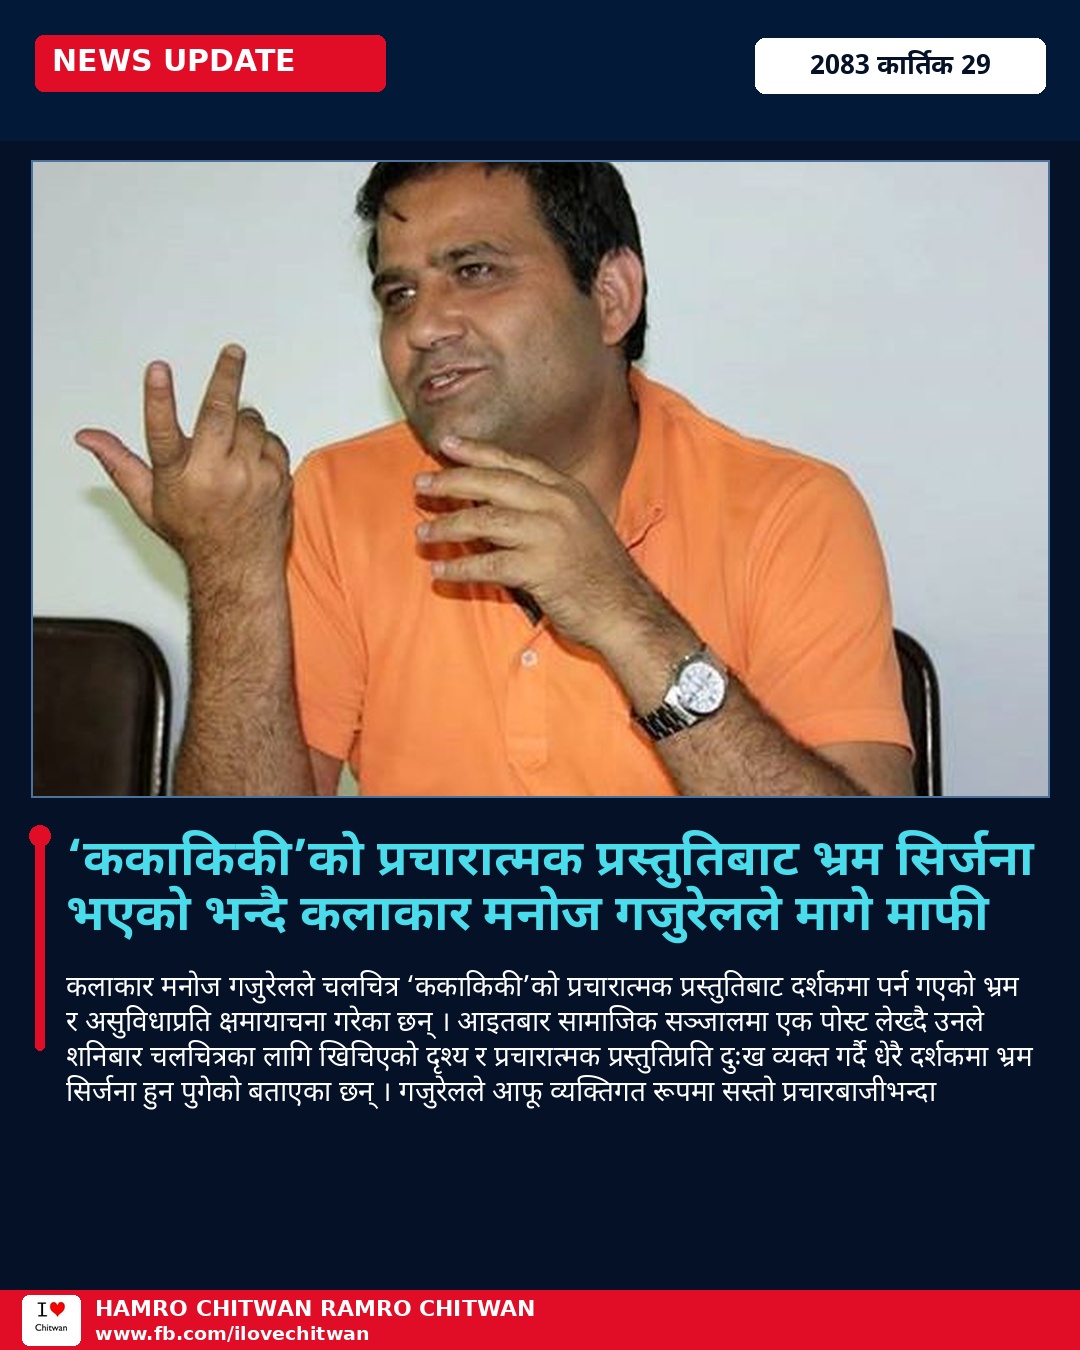 NEWS UPDATE
2083 कार्तिक 29
‘ककाकिकी’को प्रचारात्मक प्रस्तुतिबाट भ्रम सिर्जना
भएको भन्दै कलाकार मनोज गजुरेलले मागे माफी
कलाकार मनोज गजुरेलले चलचित्र ‘ककाकिकी’को प्रचारात्मक प्रस्तुतिबाट दर्शकमा पर्न गएको भ्रम
र असुविधाप्रति क्षमायाचना गरेका छन् । आइतबार सामाजिक सञ्जालमा एक पोस्ट लेख्दै उनले
शनिबार चलचित्रका लागि खिचिएको दृश्य र प्रचारात्मक प्रस्तुतिप्रति दुःख व्यक्त गर्दै धेरै दर्शकमा भ्रम
सिर्जना हुन पुगेको बताएका छन् । गजुरेलले आफू व्यक्तिगत रूपमा सस्तो प्रचारबाजीभन्दा
I❤
Chitwan
HAMRO CHITWAN RAMRO CHITWAN
www.fb.com/ilovechitwan